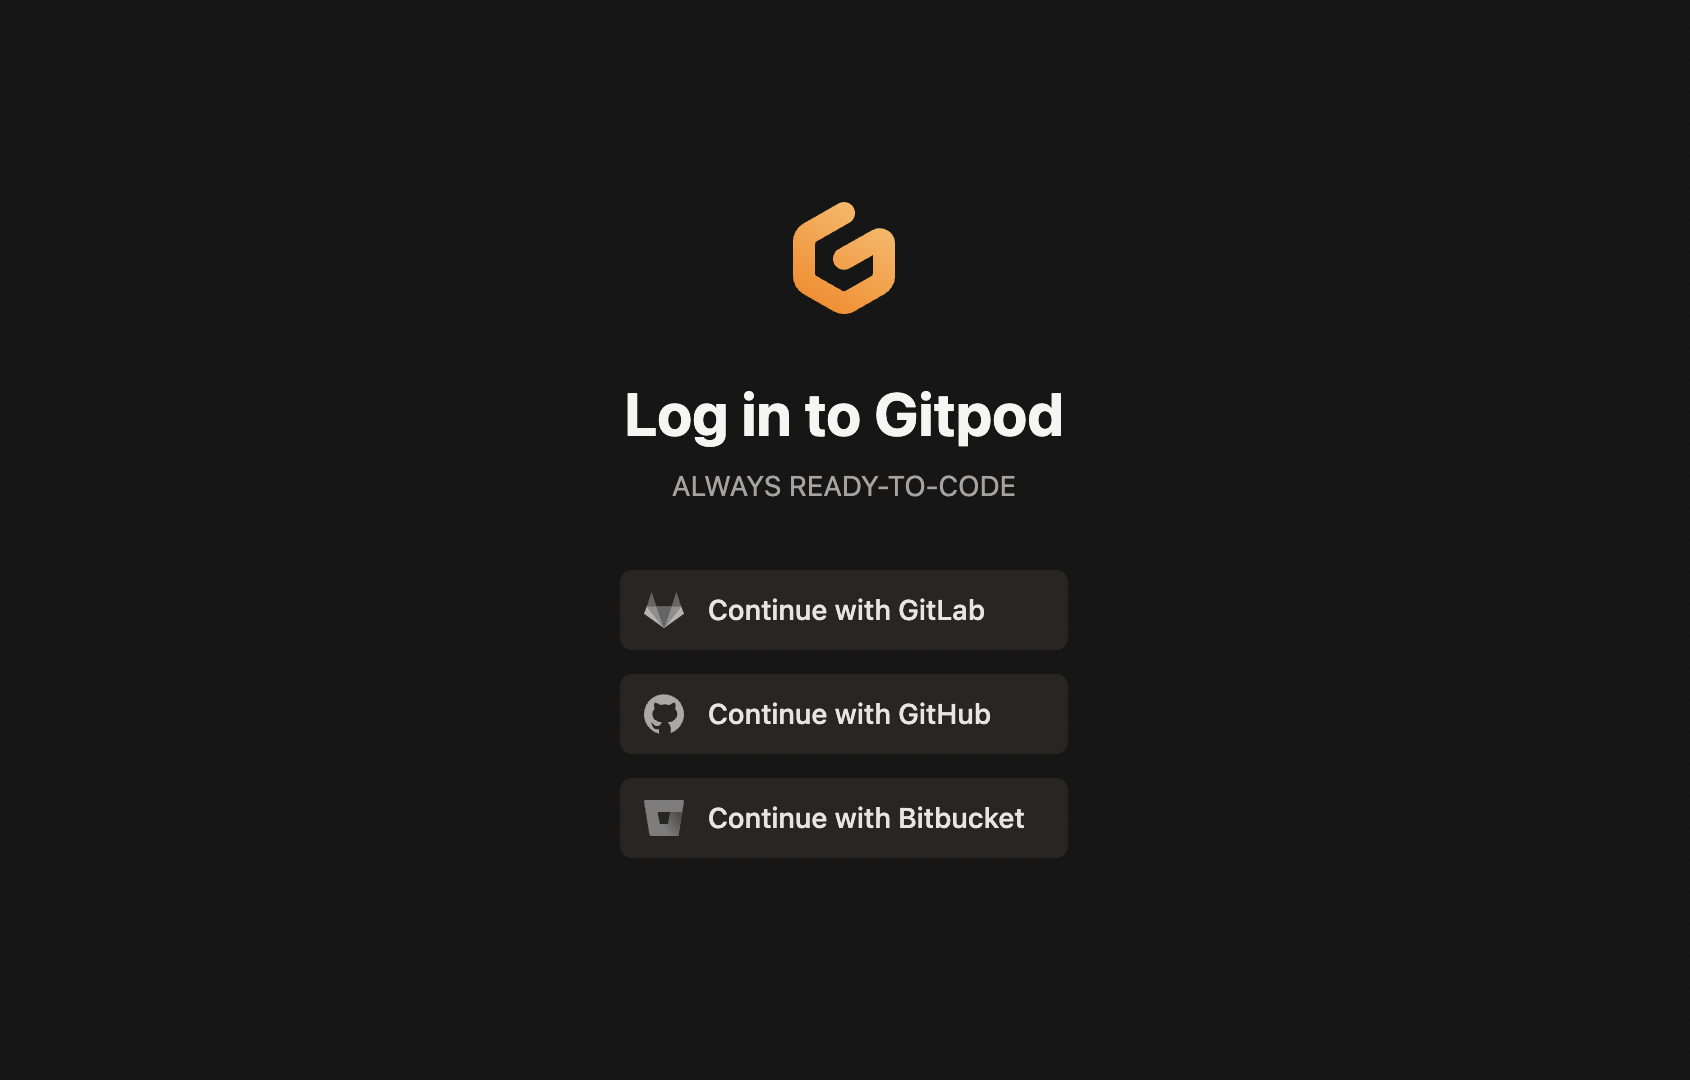 Log in to Gitpod
ALWAYS READY-TO-CODE
Continue with GitLab
Continue with GitHub
Continue with Bitbucket